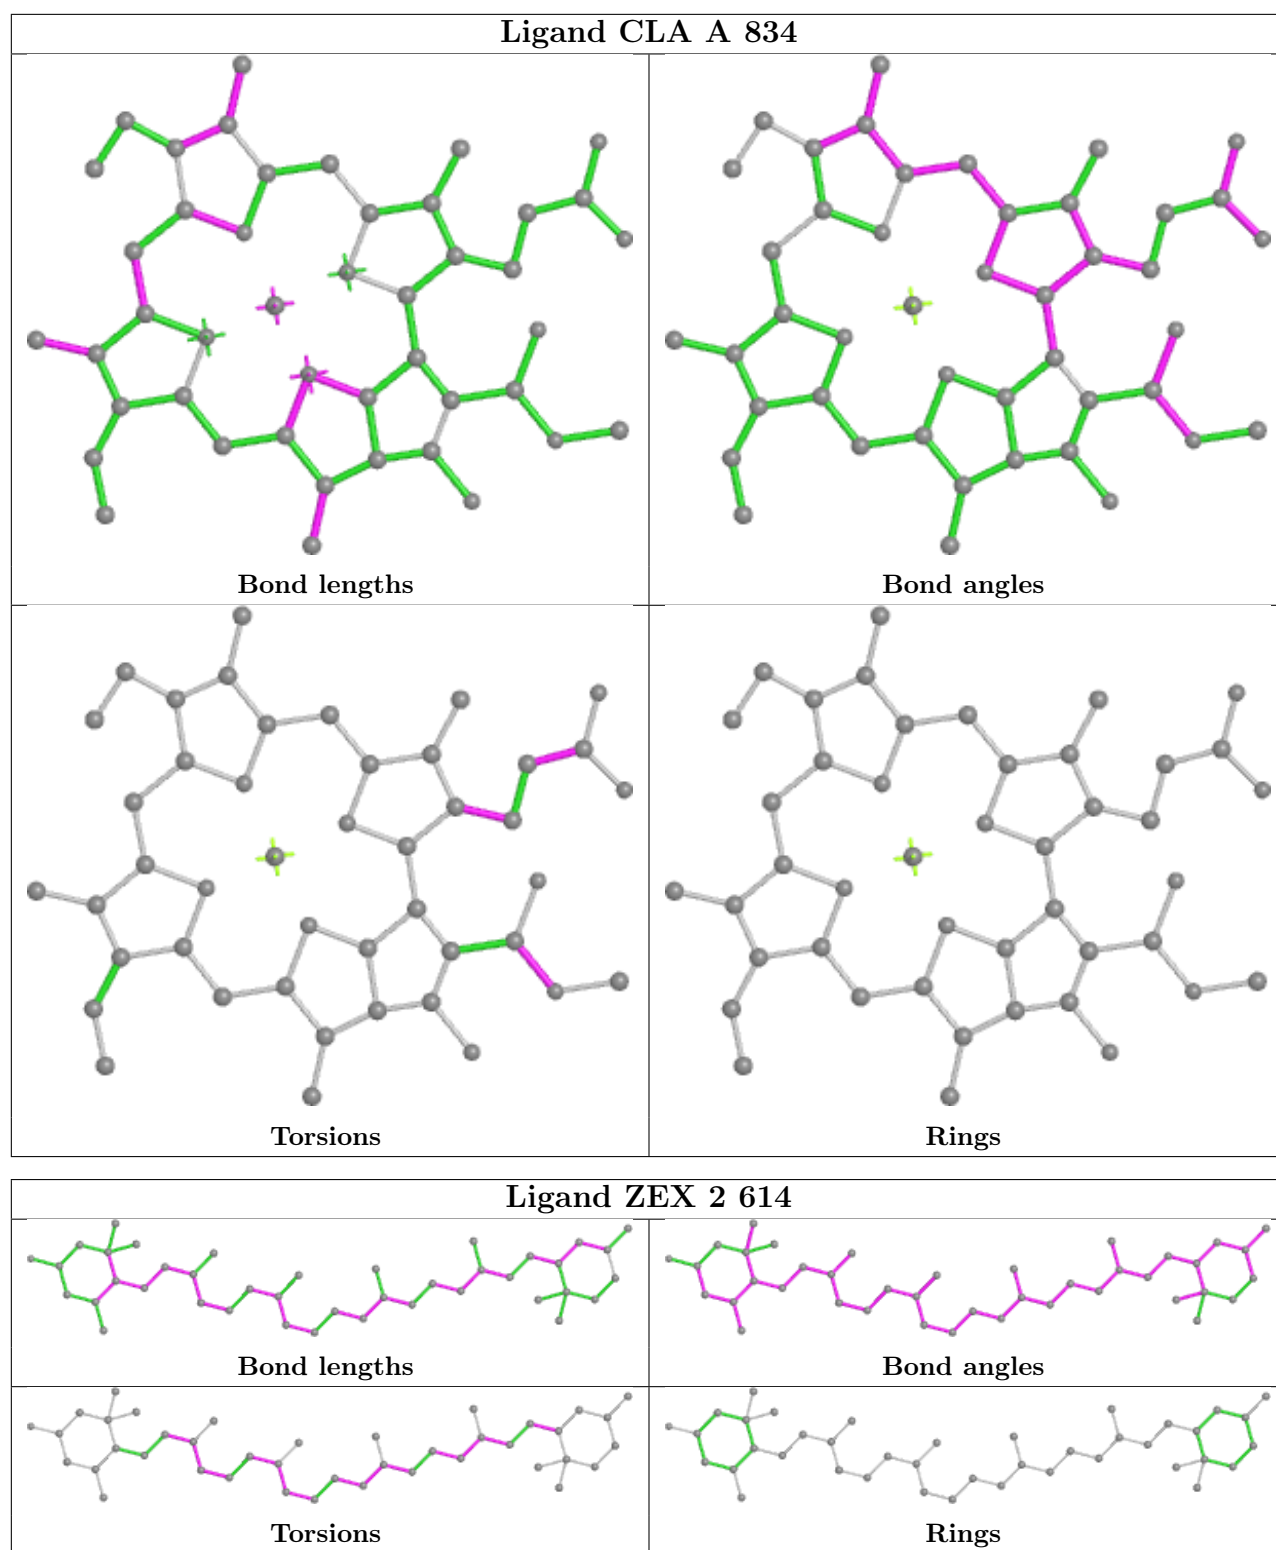 Ligand CLA A 834
Bond lengths
Bond angles
Torsions
Rings
Ligand ZEX 2 614
Bond lengths
Bond angles
Torsions
Rings